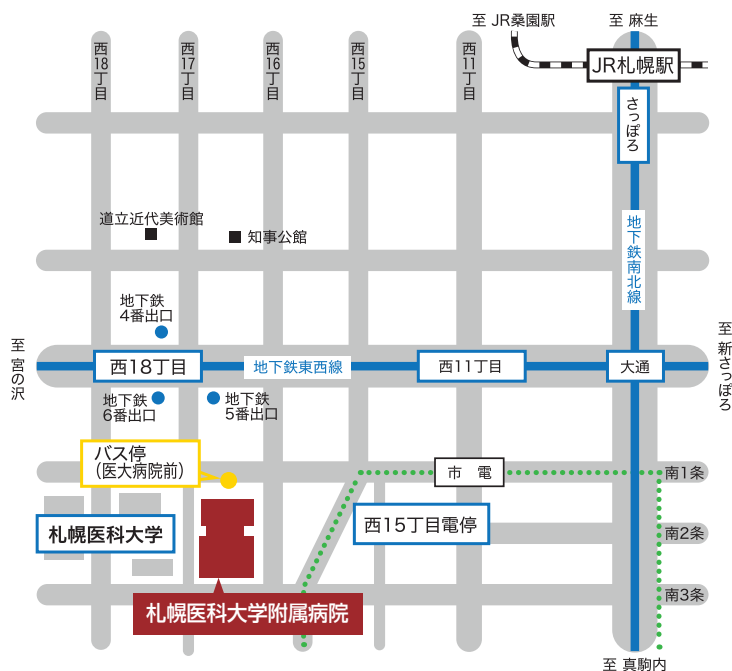 至 JR桑園駅
至 麻生
西18丁目
西17丁目
西16丁目
西15丁目
西11丁目
JR札幌駅
さっぽろ
道立近代美術館
知事公館
地下鉄南北線
地下鉄
4番出口
至 宮の沢
西18丁目
地下鉄東西線
西11丁目
大通
至 新さっぽろ
地下鉄
6番出口
地下鉄
5番出口
バス停
（医大病院前）
市 電
南1条
札幌医科大学
西15丁目電停
南2条
札幌医科大学附属病院
南3条
至 真駒内